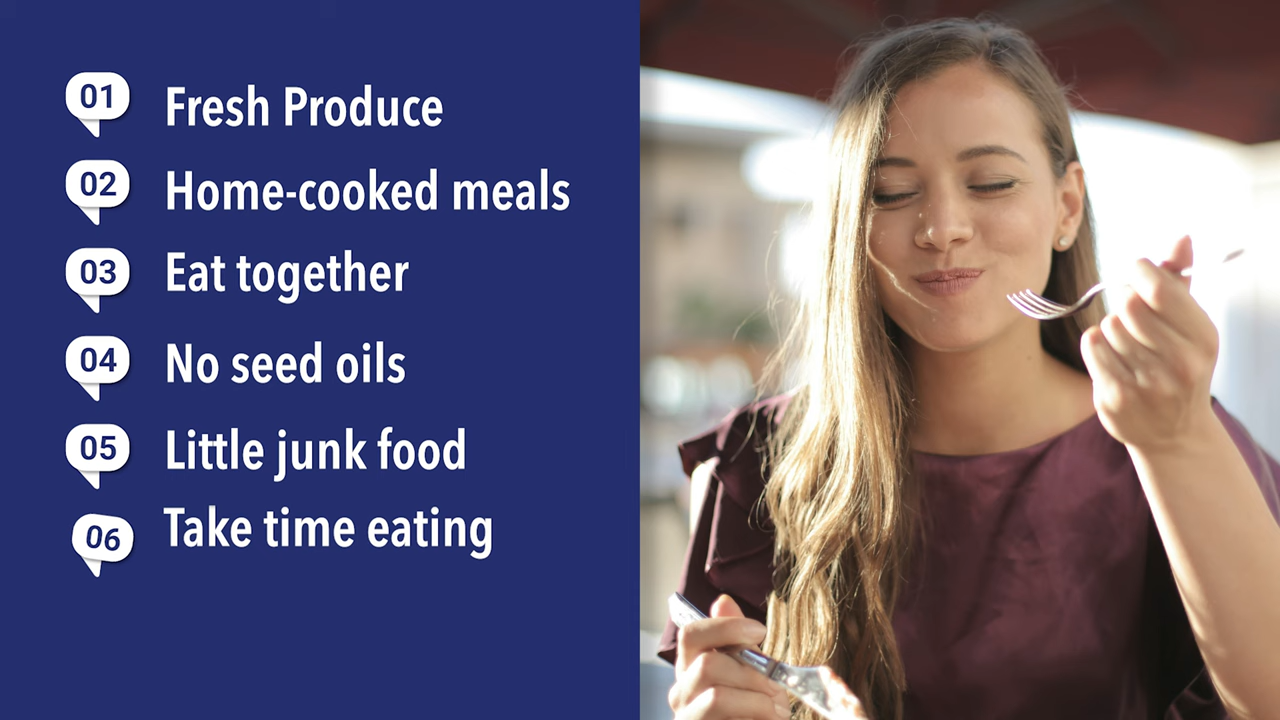 01 Fresh Produce
02 Home-cooked meals
03 Eat together
04 No seed oils
05 Little junk food
06 Take time eating